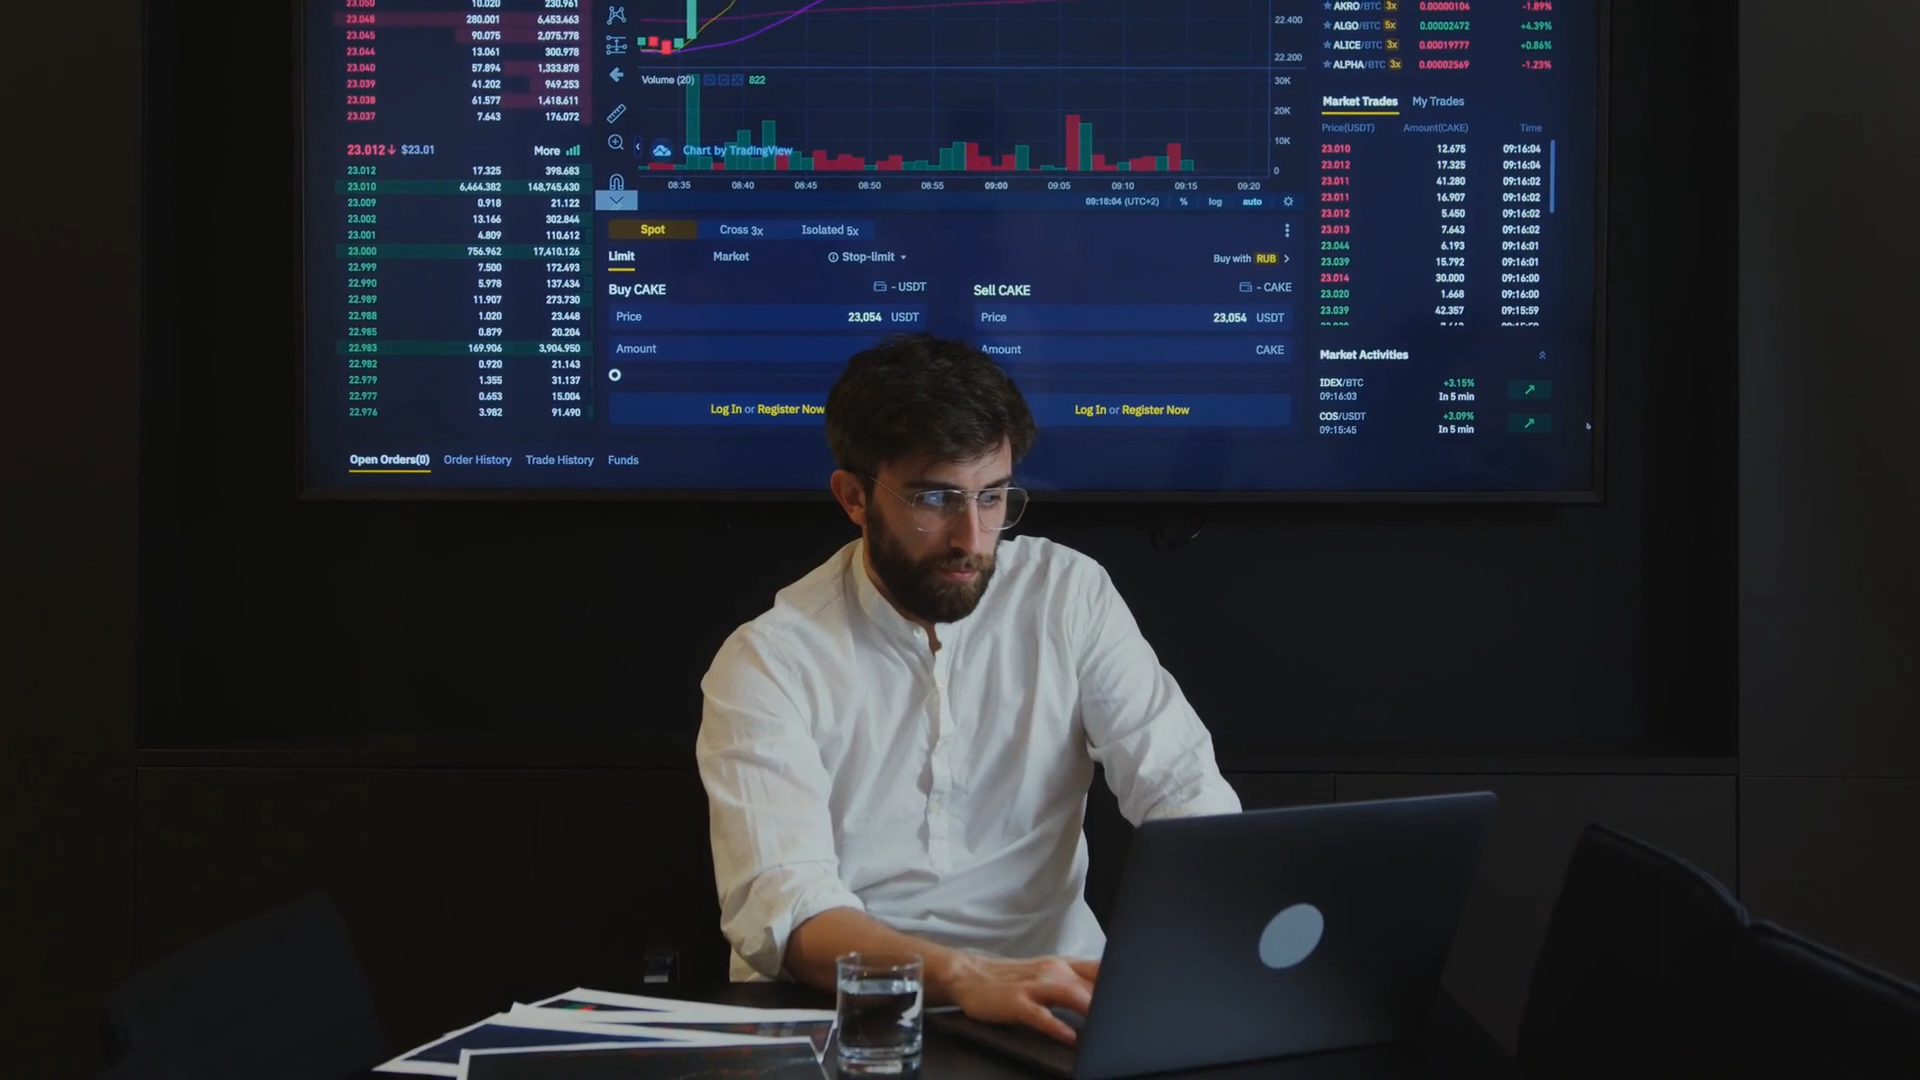 23.050 10.020 230.961
23.048 280.001 6,453.463
23.045 90.075 2,075.778
23.044 13.061 300.978
23.040 57.894 1,333.878
23.039 41.202 949.253
23.038 61.577 1,418.611
23.037 7.643 176.072
23.012↓ $23.01 More
23.012 17.325 398.683
23.010 6,464.382 148,745.430
23.009 0.918 21.122
23.002 13.166 302.844
23.001 4.809 110.612
23.000 756.962 17,410.126
22.999 7.500 172.493
22.990 5.978 137.434
22.989 11.907 273.730
22.988 1.020 23.448
22.985 0.879 20.204
22.983 169.906 3,904.950
22.982 0.920 21.143
22.979 1.355 31.137
22.977 0.653 15.004
22.976 3.982 91.490
Open Orders(0) Order History Trade History Funds
22.400
22.200
Volume (20) 822
30K
20K
10K
0
Chart by TradingView
08:35 08:40 08:45 08:50 08:55 09:00 09:05 09:10 09:15 09:20
09:16:04 (UTC+2) % log auto
Spot Cross 3x Isolated 5x
Limit Market Stop-limit Buy with RUB
Buy CAKE - USDT
Price 23,054 USDT
Amount
Log In or Register Now
Sell CAKE - CAKE
Price 23,054 USDT
Amount CAKE
Log In or Register Now
AKRO/BTC 3x 0.00000104 -1.89%
ALGO/BTC 5x 0.00002472 +4.39%
ALICE/BTC 3x 0.00019777 +0.86%
ALPHA/BTC 3x 0.00002569 -1.23%
Market Trades My Trades
Price(USDT) Amount(CAKE) Time
23.010 12.675 09:16:04
23.012 17.325 09:16:04
23.011 41.280 09:16:02
23.011 16.907 09:16:02
23.012 5.450 09:16:02
23.013 7.643 09:16:02
23.044 6.193 09:16:01
23.039 15.792 09:16:01
23.014 30.000 09:16:00
23.020 1.668 09:16:00
23.039 42.357 09:15:59
Market Activities
IDEX/BTC +3.15%
09:16:03 In 5 min
COS/USDT +3.09%
09:15:45 In 5 min